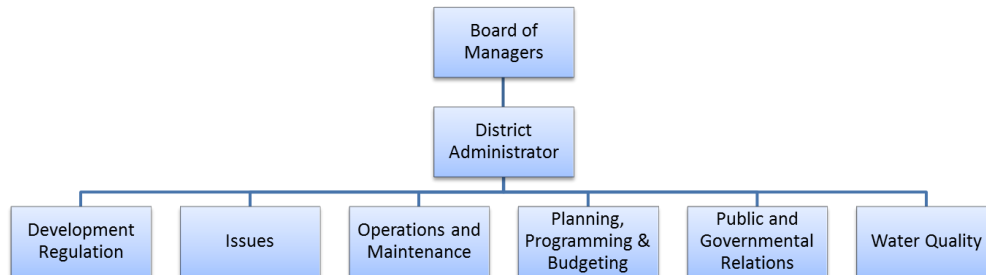 Board of
Managers
District
Administrator
Development
Regulation
Issues
Operations and
Maintenance
Planning,
Programming &
Budgeting
Public and
Governmental
Relations
Water Quality